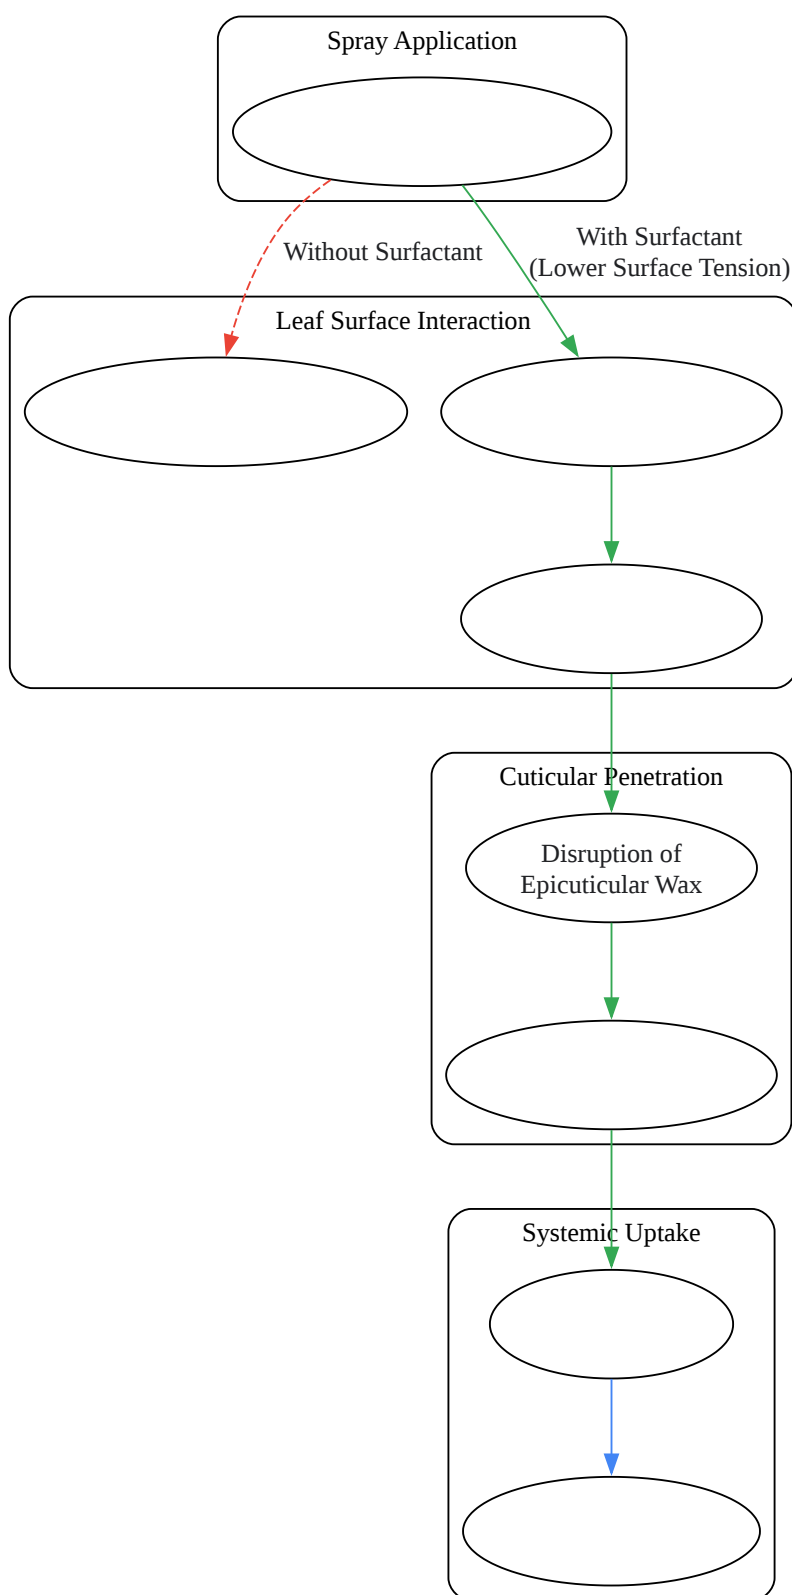 Spray Application
Without Surfactant
With Surfactant
(Lower Surface Tension)
Leaf Surface Interaction
Cuticular Penetration
Disruption of
Epicuticular Wax
Systemic Uptake